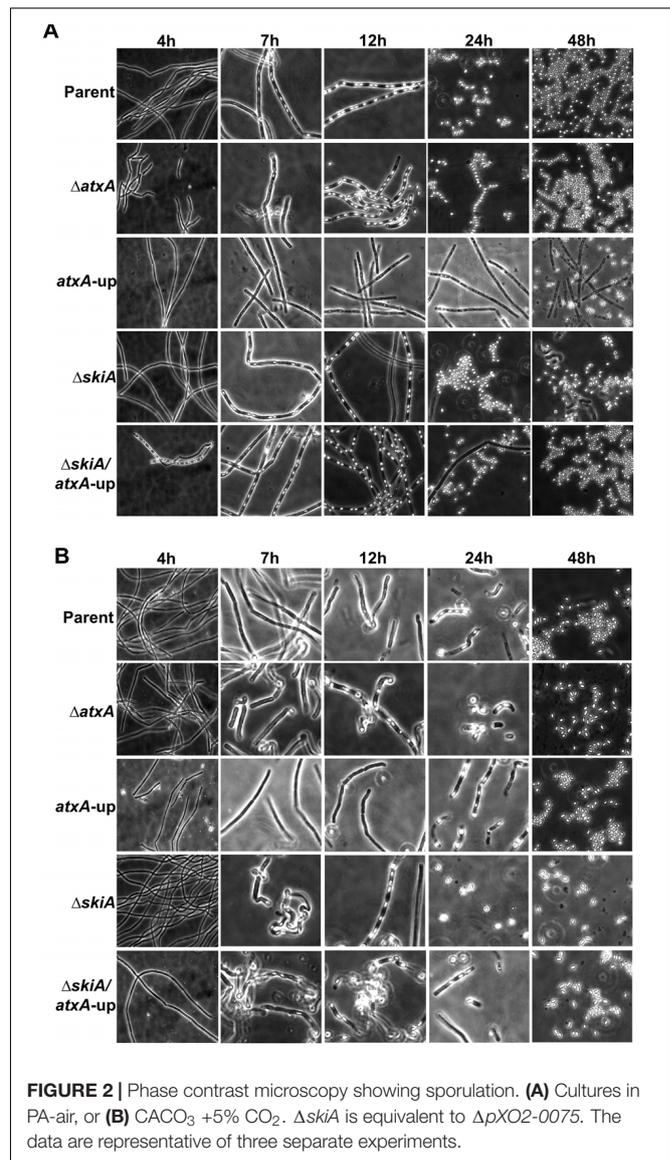 A
4h 7h 12h 24h 48h
Parent
ΔatxA
atxA-up
ΔskiA
ΔskiA/
atxA-up
B
4h 7h 12h 24h 48h
Parent
ΔatxA
atxA-up
ΔskiA
ΔskiA/
atxA-up
FIGURE 2 | Phase contrast microscopy showing sporulation. (A) Cultures in
PA-air, or (B) CACO₃ +5% CO₂. ΔskiA is equivalent to ΔpXO2-0075. The
data are representative of three separate experiments.